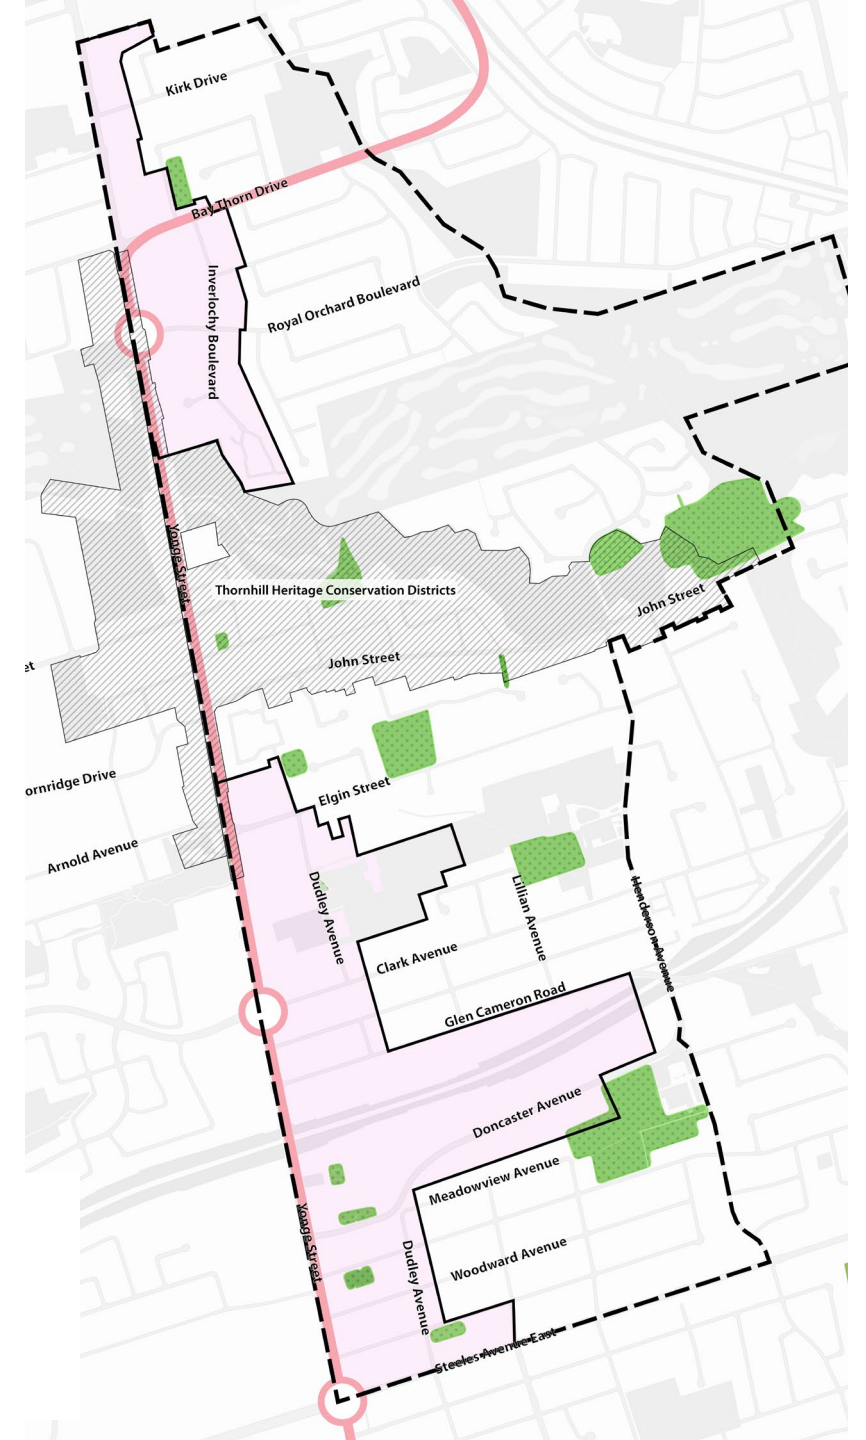 Kirk Drive
Bay Thorn Drive
Inverlochy Boulevard
Royal Orchard Boulevard
Yonge Street
Thornhill Heritage Conservation Districts
John Street
John Street
et
ornridge Drive
Elgin Street
Arnold Avenue
Dudley Avenue
Lillian Avenue
Henderson Avenue
Clark Avenue
Glen Cameron Road
Doncaster Avenue
Meadowview Avenue
Yonge Street
Dudley Avenue
Woodward Avenue
Steeles Avenue East